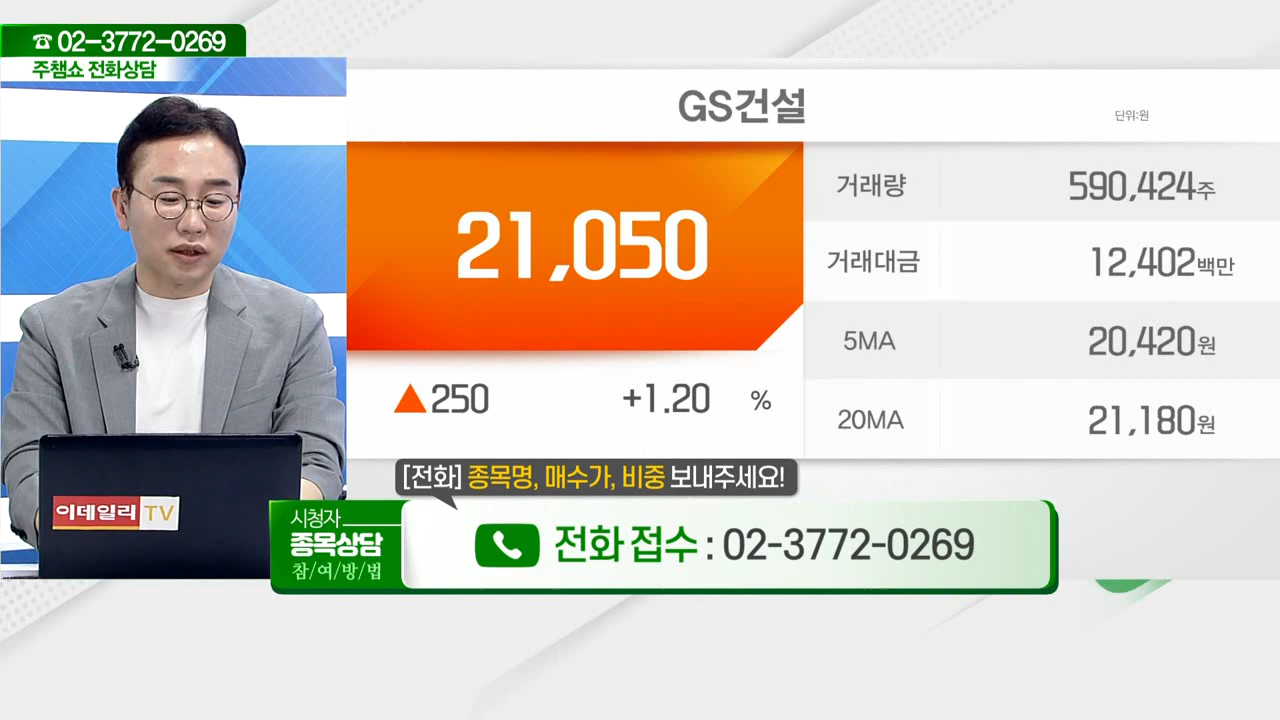 ☎ 02-3772-0269
주챔쇼 전화상담
GS건설
단위:원
21,050
▲250 +1.20 %
거래량 590,424주
거래대금 12,402백만
5MA 20,420원
20MA 21,180원
이데일리 TV
[전화] 종목명, 매수가, 비중 보내주세요!
시청자
종목상담
참/여/방/법
전화 접수 : 02-3772-0269